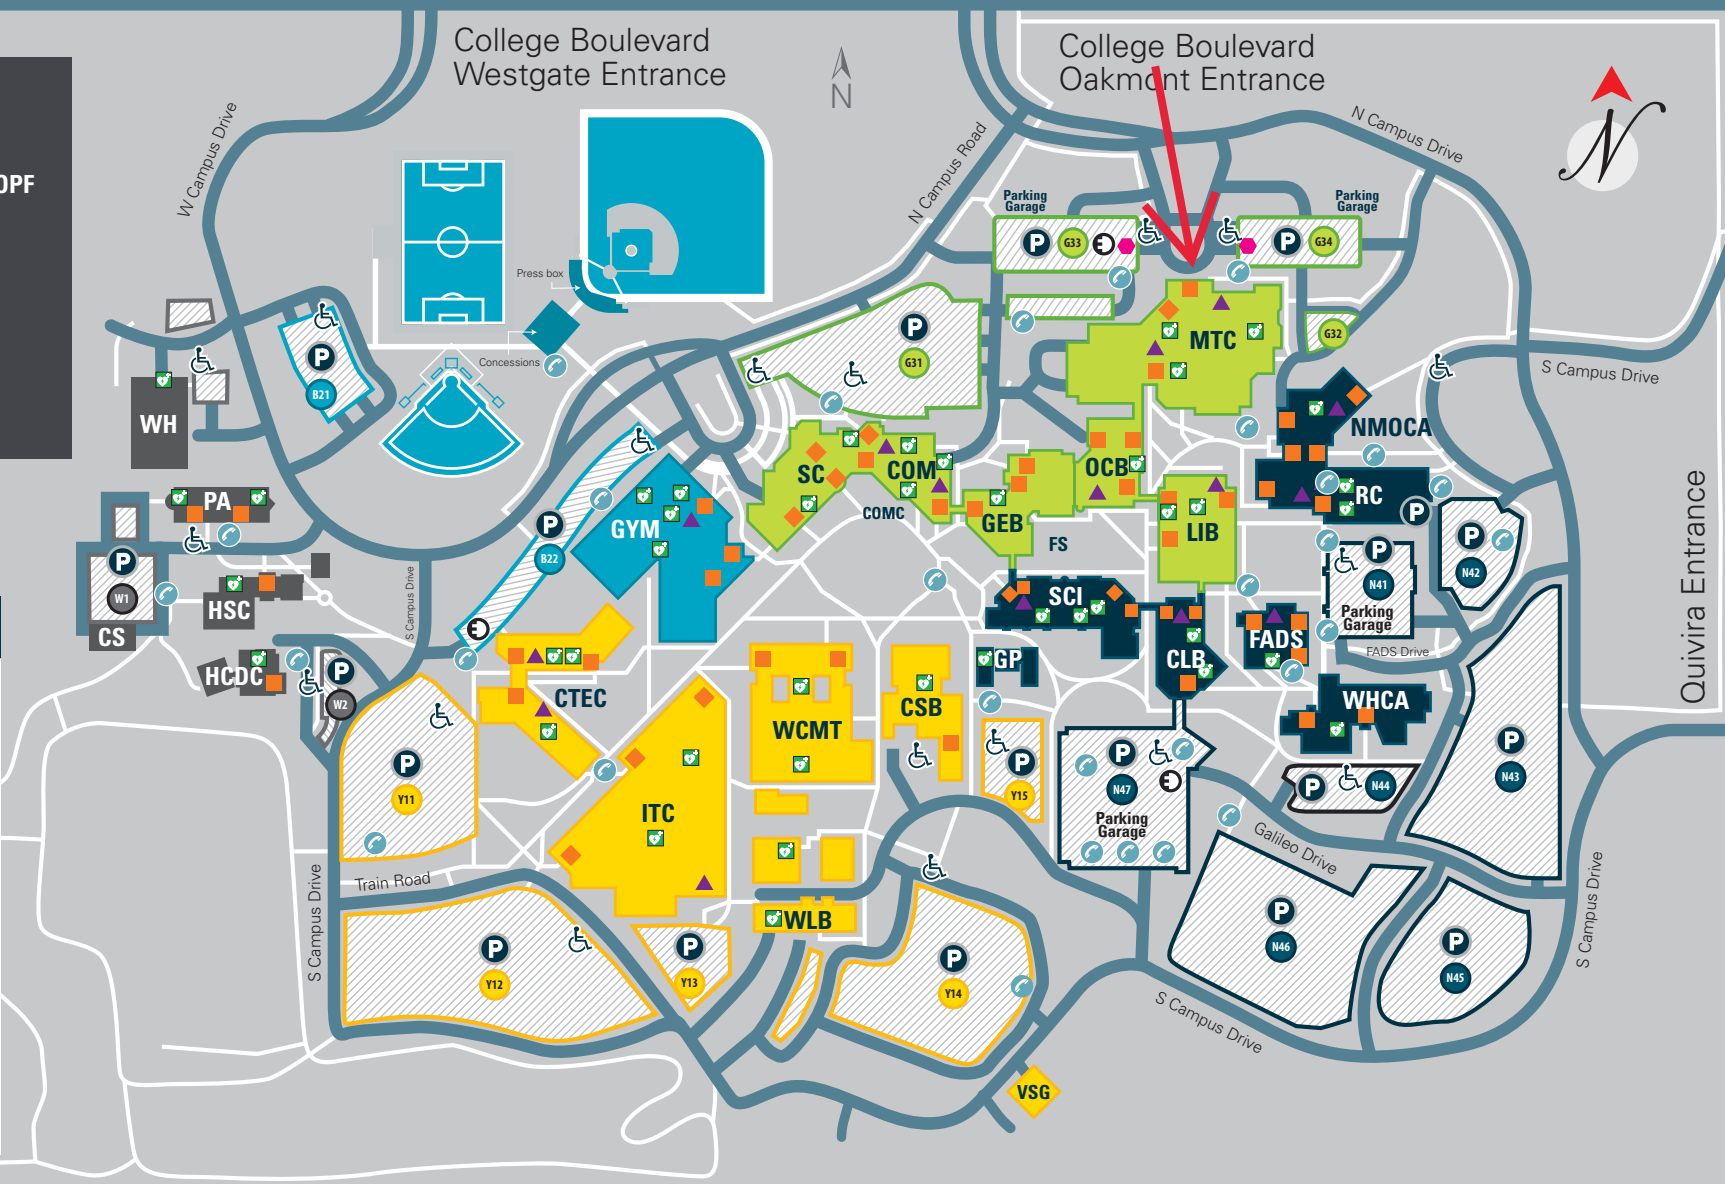 College Boulevard
Westgate Entrance
N
College Boulevard
Oakmont Entrance
N
W Campus Drive
N Campus Road
N Campus Drive
OPF
Parking
Garage
Parking
Garage
P
G33
P
G34
Press box
Concessions
P
G31
G32
MTC
S Campus Drive
P
B21
WH
NMOCA
SC
COM
COMC
OCB
GEB
FS
LIB
RC
P
Quivira Entrance
PA
GYM
P
B22
P
W1
CS
HSC
S Campus Drive
HCDC
P
W2
SCI
GP
CLB
FADS
P
N41
Parking
Garage
P
N42
FADS Drive
WHCA
CTEC
WCMT
CSB
P
Y11
ITC
P
Y15
P
N47
Parking
Garage
P
N44
P
N43
Galileo Drive
Train Road
S Campus Drive
WLB
P
Y12
P
Y13
P
Y14
P
N46
P
N45
S Campus Drive
S Campus Drive
VSG